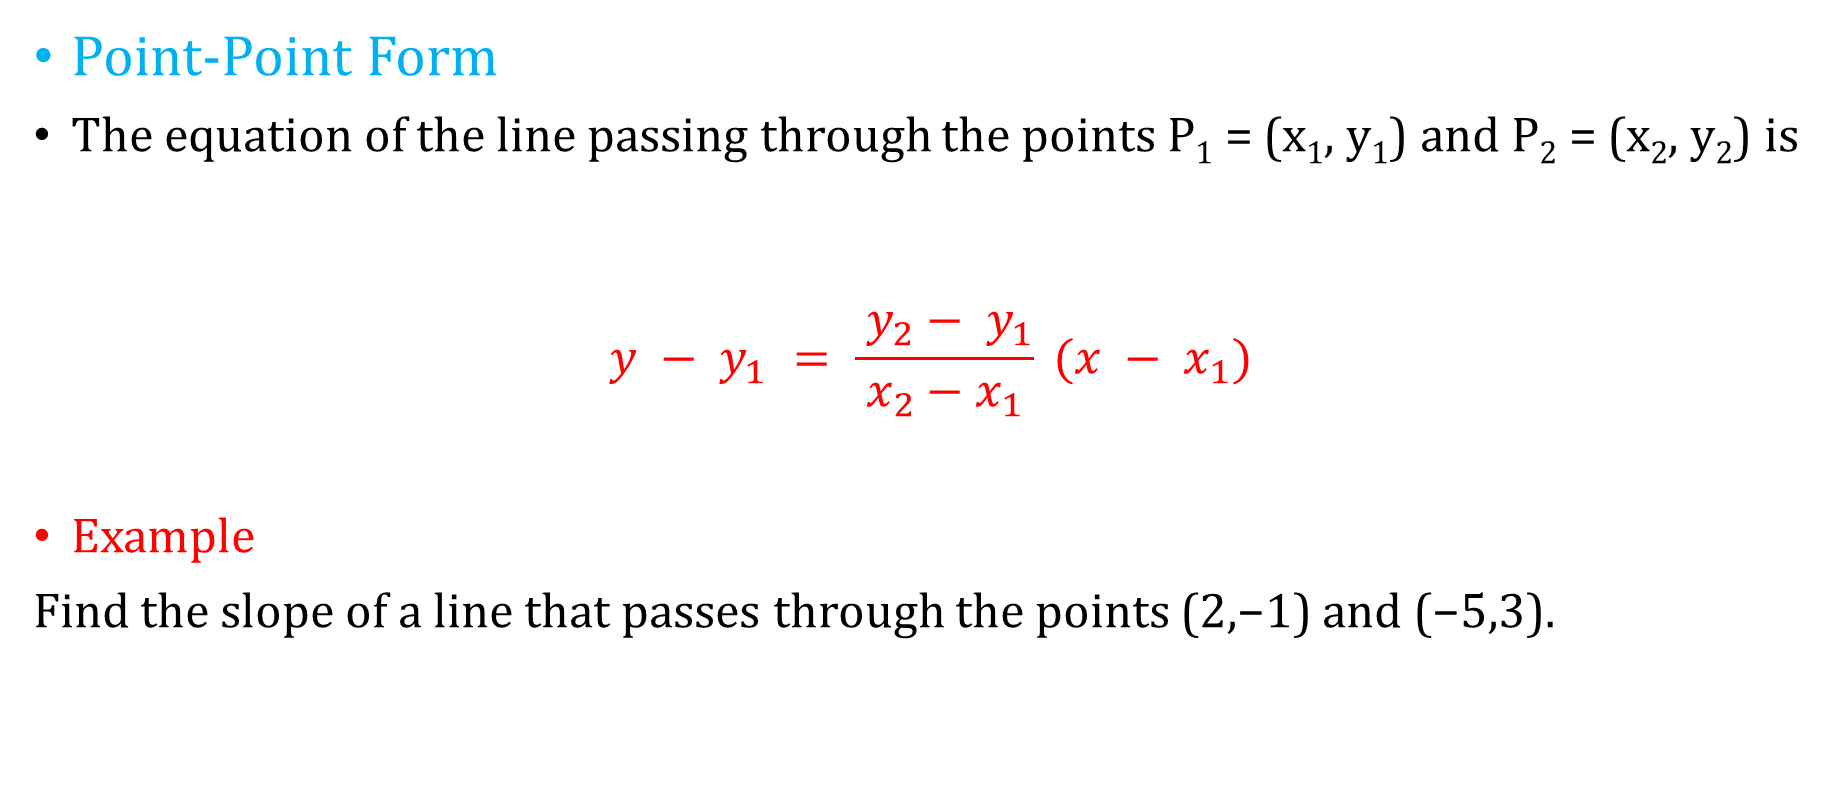 • Point-Point Form
• The equation of the line passing through the points P₁ = (x₁, y₁) and P₂ = (x₂, y₂) is
y − y₁ = \frac{y₂ − y₁}{x₂ − x₁} (x − x₁)
• Example
Find the slope of a line that passes through the points (2,−1) and (−5,3).